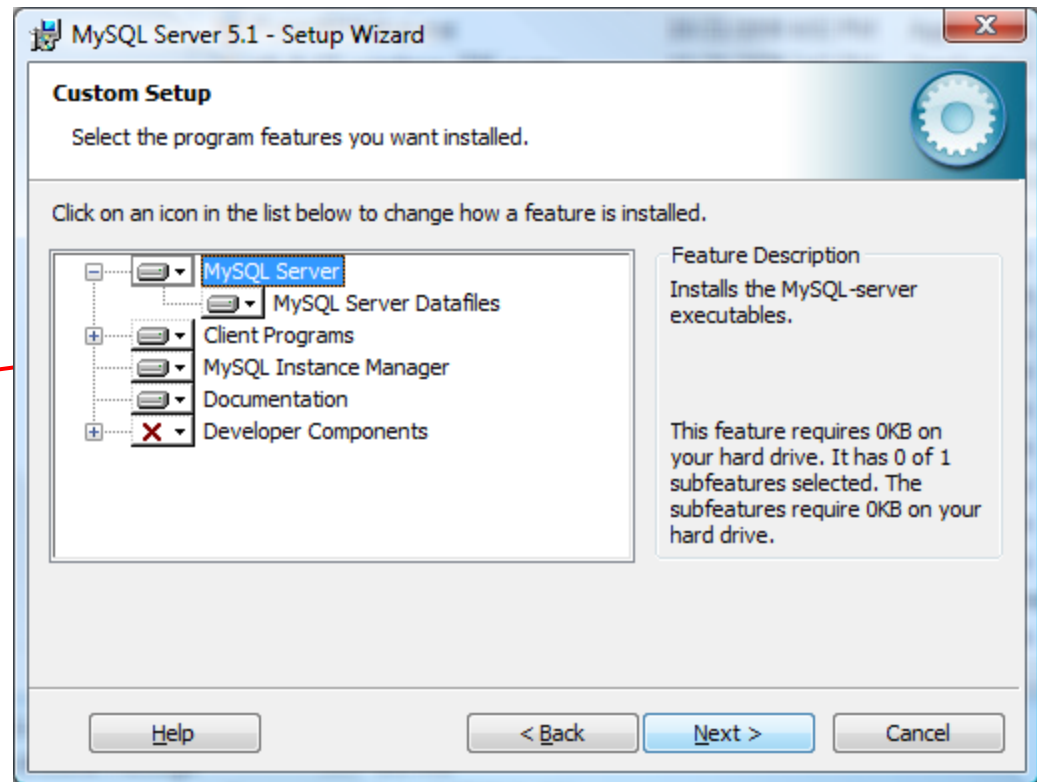 MySQL Server 5.1 - Setup Wizard
Custom Setup
Select the program features you want installed.
Click on an icon in the list below to change how a feature is installed.
MySQL Server
MySQL Server Datafiles
Client Programs
MySQL Instance Manager
Documentation
Developer Components
Feature Description
Installs the MySQL-server
executables.
This feature requires 0KB on
your hard drive. It has 0 of 1
subfeatures selected. The
subfeatures require 0KB on your
hard drive.
Help
< Back
Next >
Cancel